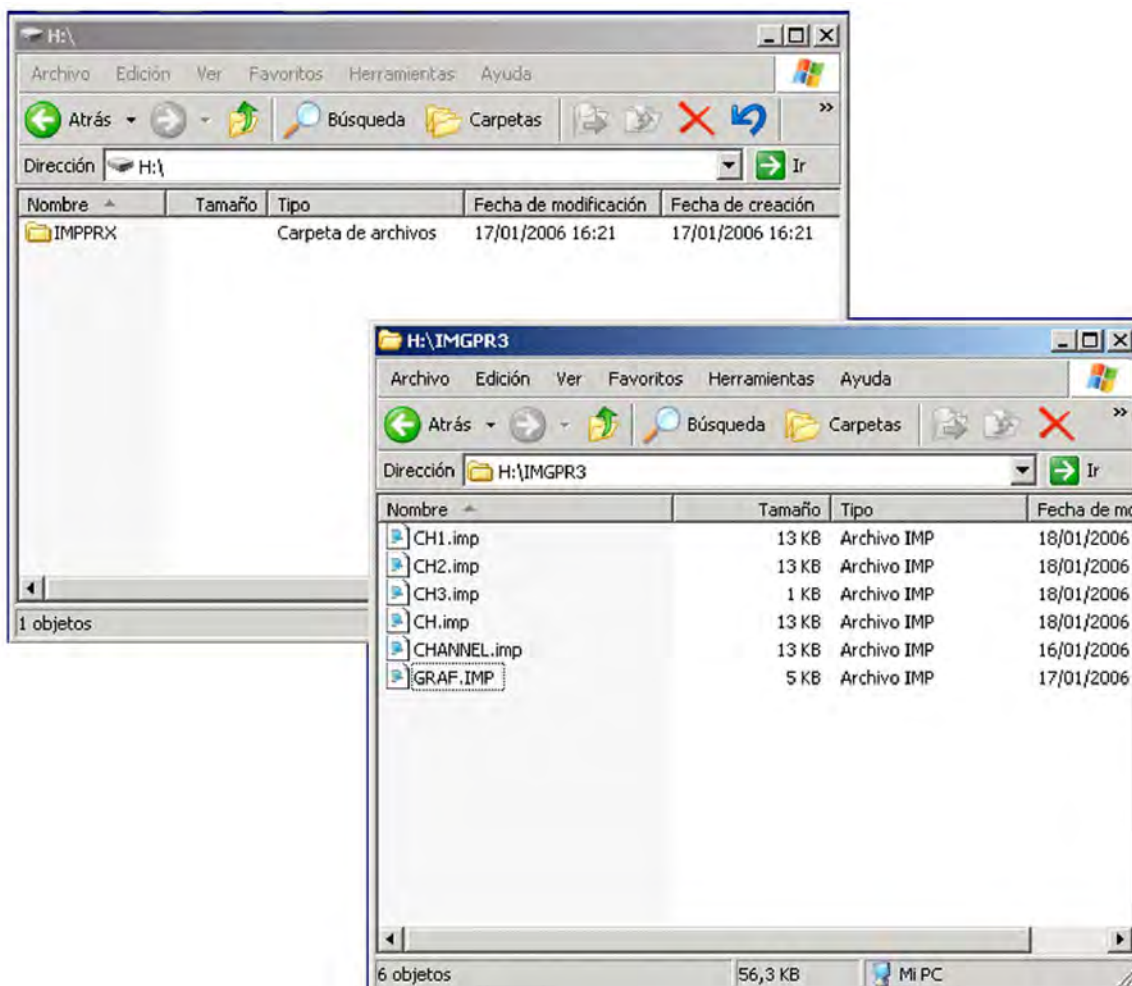 H:\
Archivo Edición Ver Favoritos Herramientas Ayuda
Atrás Búsqueda Carpetas »
Dirección H:\ Ir
Nombre Tamaño Tipo Fecha de modificación Fecha de creación
IMPPRX Carpeta de archivos 17/01/2006 16:21 17/01/2006 16:21
1 objetos
H:\IMGPR3
Archivo Edición Ver Favoritos Herramientas Ayuda
Atrás Búsqueda Carpetas »
Dirección H:\IMGPR3 Ir
Nombre Tamaño Tipo Fecha de mo
CH1.imp 13 KB Archivo IMP 18/01/2006
CH2.imp 13 KB Archivo IMP 18/01/2006
CH3.imp 1 KB Archivo IMP 18/01/2006
CH.imp 13 KB Archivo IMP 18/01/2006
CHANNEL.imp 13 KB Archivo IMP 16/01/2006
GRAF.IMP 5 KB Archivo IMP 17/01/2006
6 objetos 56,3 KB Mi PC